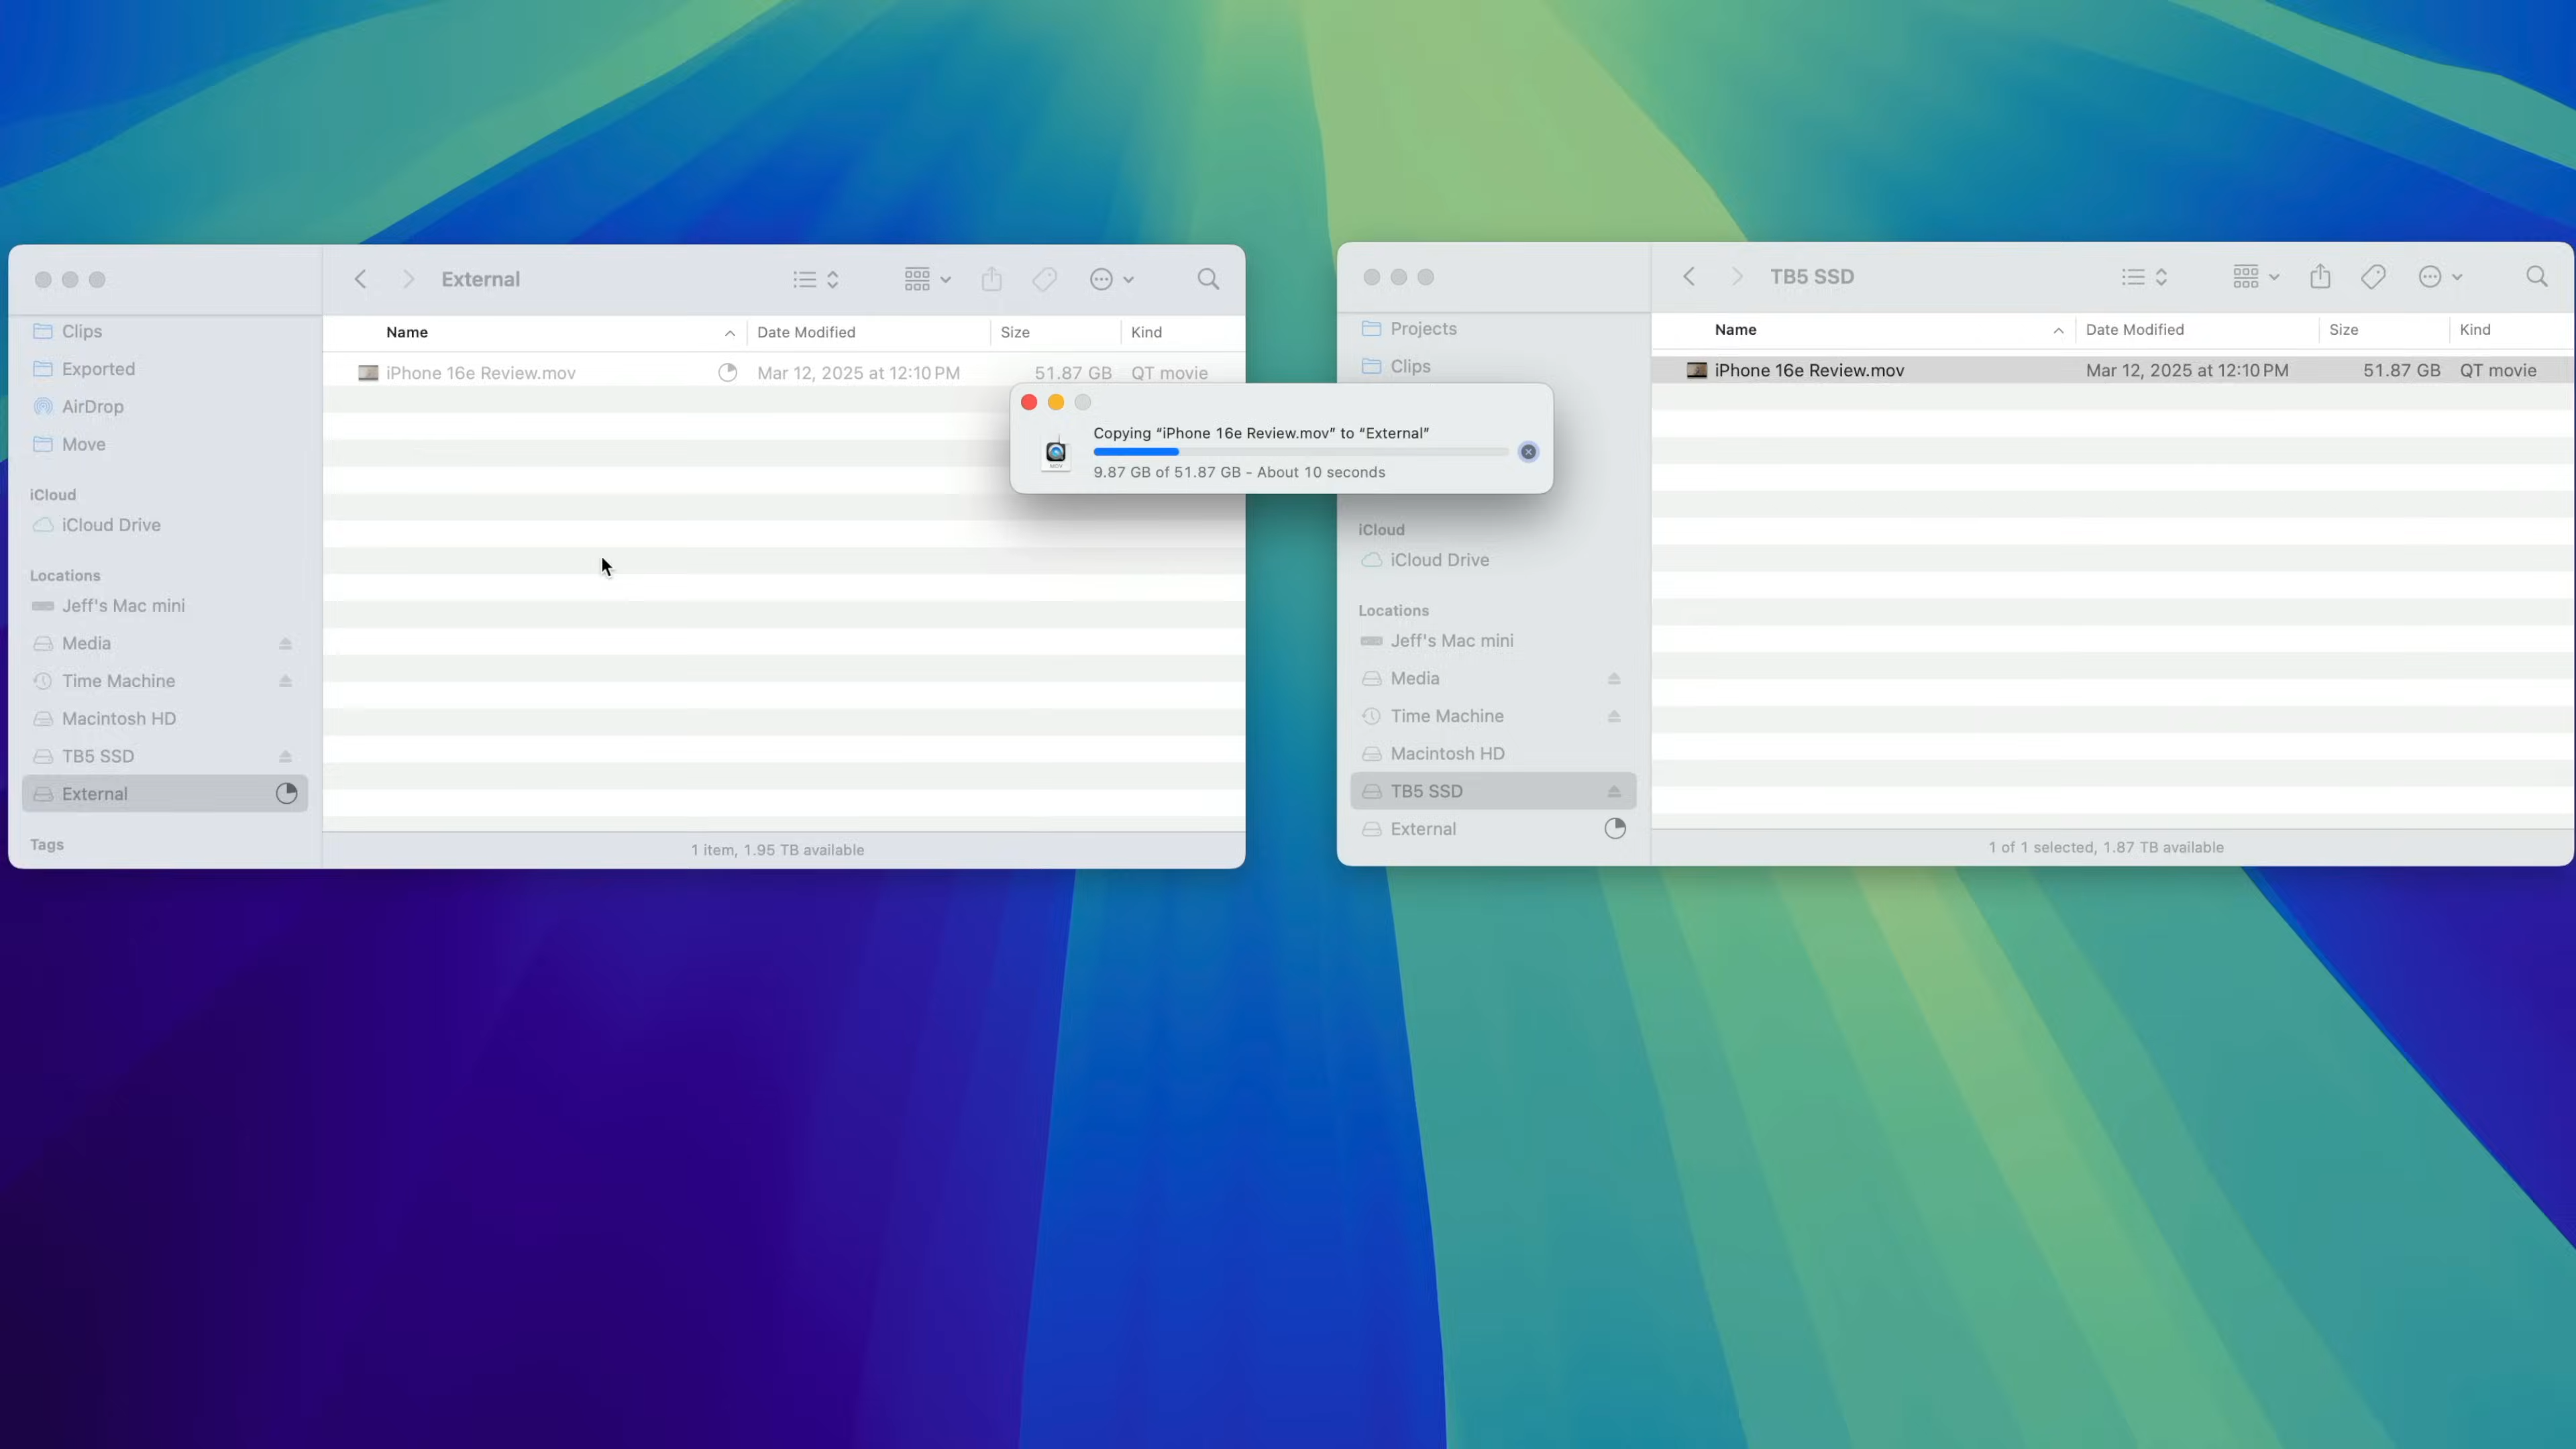 External
Clips
Exported
AirDrop
Move
iCloud
iCloud Drive
Locations
Jeff's Mac mini
Media
Time Machine
Macintosh HD
TB5 SSD
External
Tags
Name Date Modified Size Kind
iPhone 16e Review.mov Mar 12, 2025 at 12:10 PM 51.87 GB QT movie
1 item, 1.95 TB available
Copying “iPhone 16e Review.mov” to “External”
MOV
9.87 GB of 51.87 GB - About 10 seconds
TB5 SSD
Projects
Clips
iCloud
iCloud Drive
Locations
Jeff's Mac mini
Media
Time Machine
Macintosh HD
TB5 SSD
External
Name Date Modified Size Kind
iPhone 16e Review.mov Mar 12, 2025 at 12:10 PM 51.87 GB QT movie
1 of 1 selected, 1.87 TB available